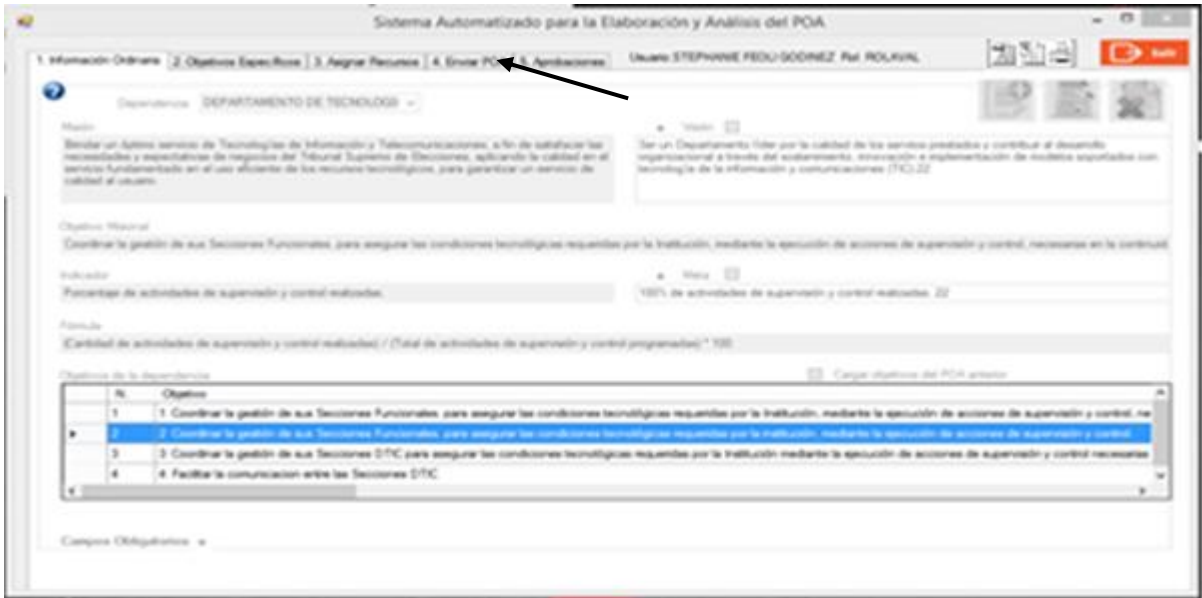 Sistema Automatizado para la Elaboración y Análisis del POA
1. Información Ordinaria 2. Objetivos Específicos 3. Asignar Recursos 4. Enviar PO 5. Aprobaciones Usuario: STEPHANIE FEOLI GODINEZ Rol: ROLAVAL Salir
Dependencia: DEPARTAMENTO DE TECNOLOGO
Misión
Visión
Brindar un óptimo servicio de Tecnologías de Información y Telecomunicaciones, a fin de satisfacer las
necesidades y expectativas de negocios del Tribunal Supremo de Elecciones, aplicando la calidad en el
servicio fundamentado en el uso eficiente de los recursos tecnológicos, para garantizar un servicio de
calidad al usuario.
Ser un Departamento líder por la calidad de los servicios prestados y contribuir al desarrollo
organizacional a través del sostenimiento, innovación e implementación de modelos soportados con
tecnología de la información y comunicaciones (TIC).22
Objetivo Material
Coordinar la gestión de sus Secciones Funcionales, para asegurar las condiciones tecnológicas requeridas por la Institución, mediante la ejecución de acciones de supervisión y control, necesarias en la continuid
Indicador
Meta
Porcentaje de actividades de supervisión y control realizadas.
100% de actividades de supervisión y control realizadas. 22
Fórmula
(Cantidad de actividades de supervisión y control realizadas) / (Total de actividades de supervisión y control programadas) * 100
Objetivos de la dependencia
Cargar objetivos del POA anterior
N. Objetivo
1 1. Coordinar la gestión de sus Secciones Funcionales, para asegurar las condiciones tecnológicas requeridas por la Institución, mediante la ejecución de acciones de supervisión y control, ne
2 2. Coordinar la gestión de sus Secciones Funcionales, para asegurar las condiciones tecnológicas requeridas por la institución, mediante la ejecución de acciones de supervisión y control.
3 3. Coordinar la gestión de sus Secciones DTIC para asegurar las condiciones tecnológicas requeridas por la Institución mediante la ejecución de acciones de supervisión y control necesarias
4 4. Facilitar la comunicacion entre las Secciones DTIC
Campos Obligatorios